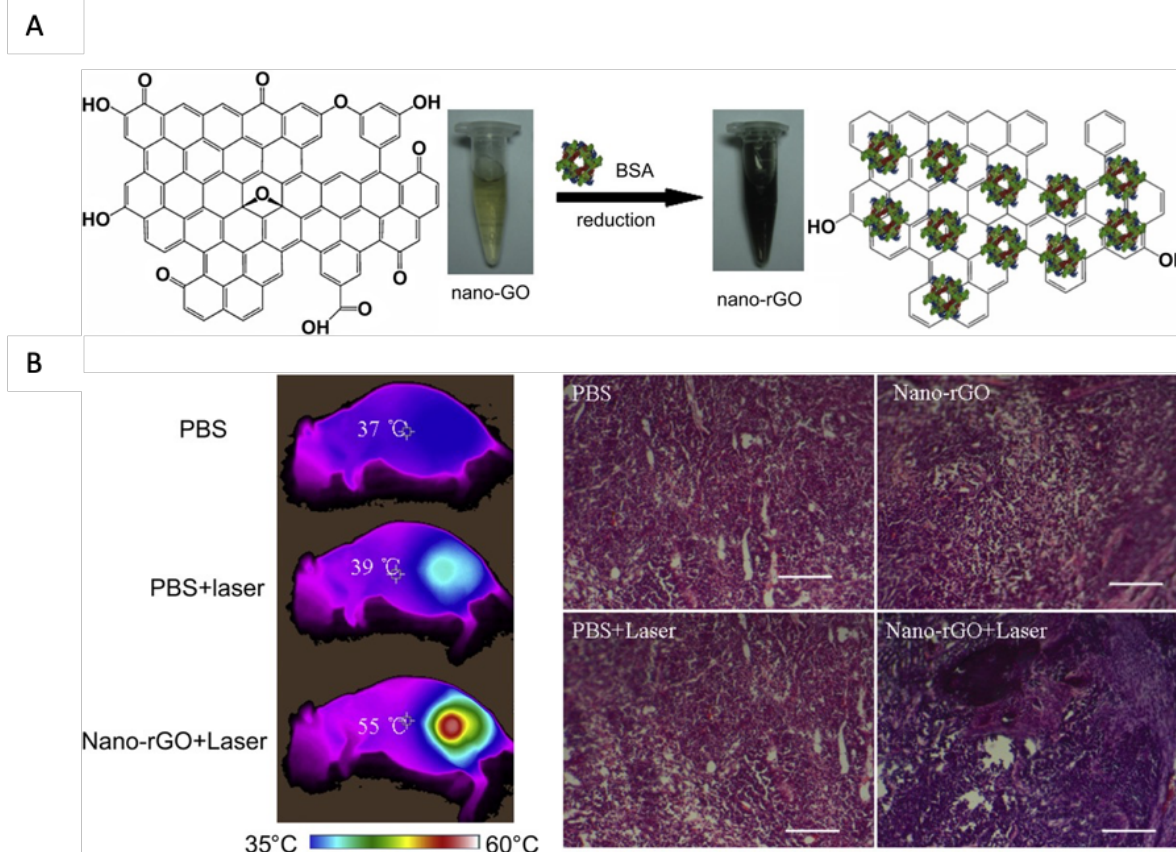 A
O
O
O
HO
OH
O
O
HO
O
O
O
OH
nano-GO
BSA
reduction
nano-rGO
HO
OH
B
PBS
37 °C
PBS+laser
39 °C
Nano-rGO+Laser
55 °C
35°C
60°C
PBS
Nano-rGO
PBS+Laser
Nano-rGO+Laser